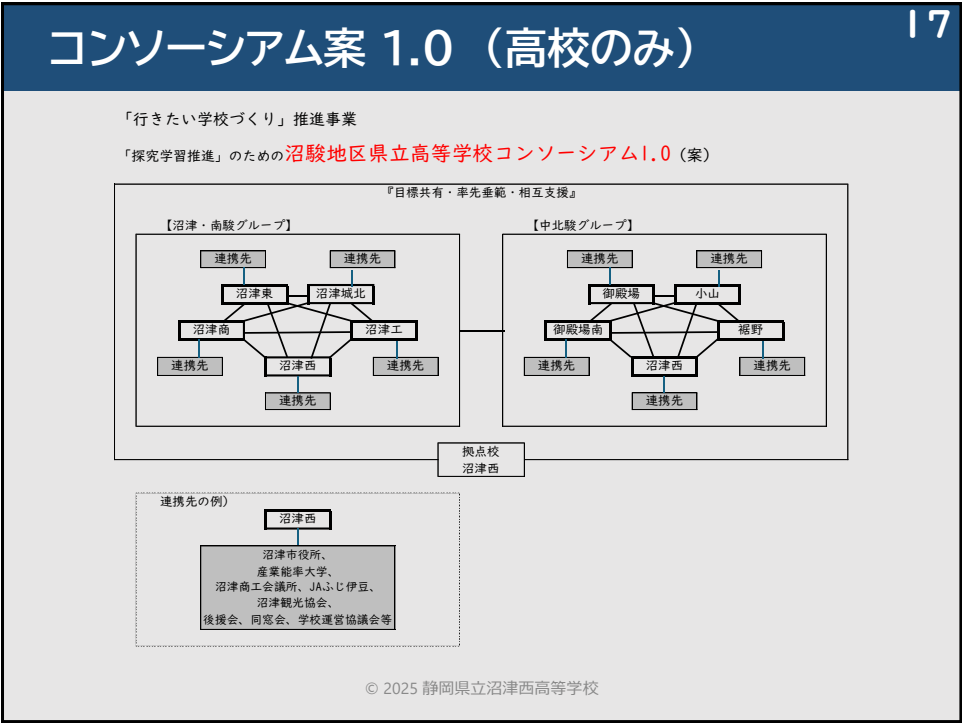 17
コンソーシアム案 1.0 （高校のみ）
「行きたい学校づくり」推進事業
「探究学習推進」のための沼駿地区県立高等学校コンソーシアム1.0（案）
『目標共有・率先垂範・相互支援』
【沼津・南駿グループ】
連携先 連携先
沼津東 沼津城北
沼津商 沼津工
連携先 沼津西 連携先
連携先
【中北駿グループ】
連携先 連携先
御殿場 小山
御殿場南 裾野
連携先 沼津西 連携先
連携先
拠点校
沼津西
連携先の例）
沼津西
沼津市役所、
産業能率大学、
沼津商工会議所、JAふじ伊豆、
沼津観光協会、
後援会、同窓会、学校運営協議会等
© 2025 静岡県立沼津西高等学校